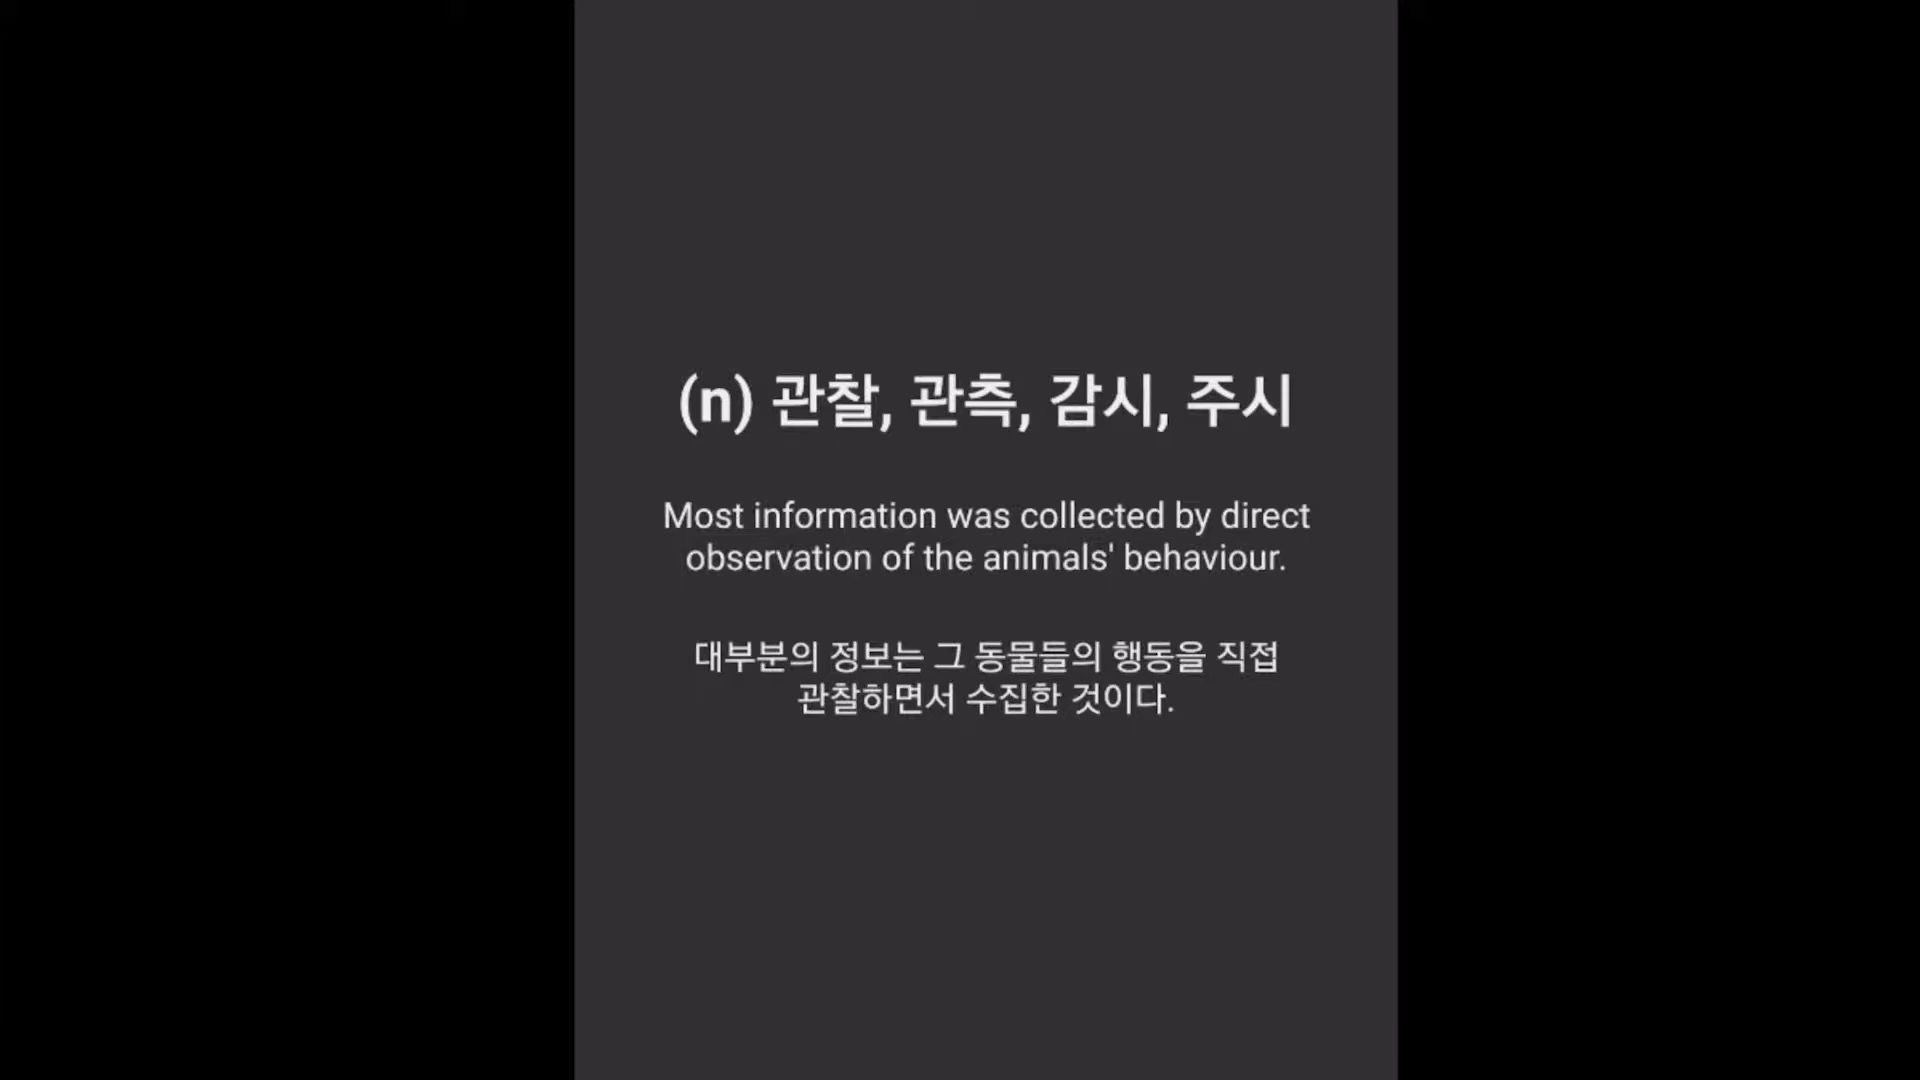 (n) 관찰, 관측, 감시, 주시
Most information was collected by direct
observation of the animals' behaviour.
대부분의 정보는 그 동물들의 행동을 직접
관찰하면서 수집한 것이다.